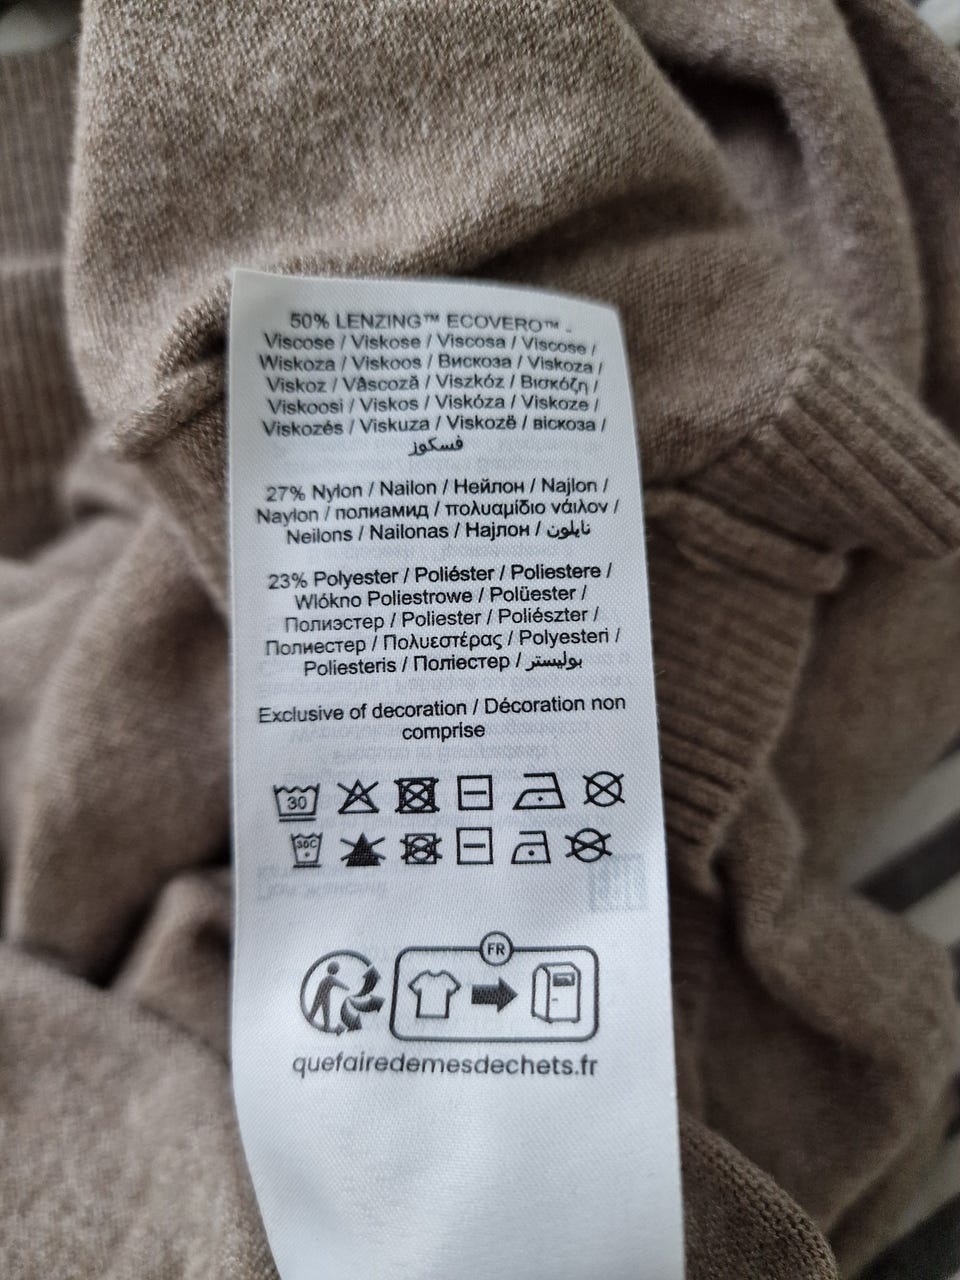 50% LENZING™ ECOVERO™
Viscose / Viskose / Viscosa / Viscose /
Wiskoza / Viskoos / Вискоза / Viskoza /
Viskoz / Vâscoză / Viszkóz / Βισκόζη /
Viskoosi / Viskos / Viskóza / Viskoze /
Viskozés / Viskuza / Viskozë / віскоза /
فسكوز
27% Nylon / Nailon / Нейлон / Najlon /
Naylon / полиамид / πολυαμίδιο νάιλον /
Neilons / Nailonas / Најлон / نايلون
23% Polyester / Poliéster / Poliestere /
Wlókno Poliestrowe / Polüester /
Полиэстер / Poliester / Poliészter /
Полиестер / Πολυεστέρας / Polyesteri /
Poliesteris / Поліестер / بوليستر
Exclusive of decoration / Décoration non
comprise
30
30C
FR
quefairedemesdechets.fr